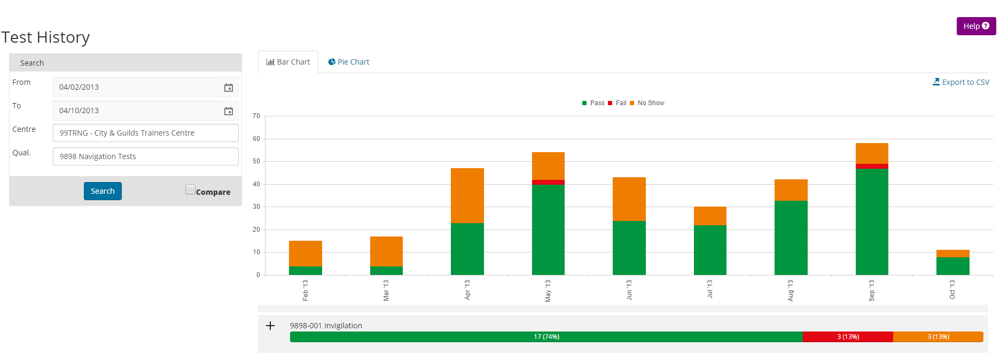 Help
Test History
Search
From
04/02/2013
To
04/10/2013
Centre
99TRNG - City & Guilds Trainers Centre
Qual.
9898 Navigation Tests
Search
Compare
Bar Chart
Pie Chart
Export to CSV
Pass Fail No Show
70
60
50
40
30
20
10
0
Feb '13
Mar '13
Apr '13
May '13
Jun '13
Jul '13
Aug '13
Sep '13
Oct '13
9898-001 Invigilation
17 (74%) 3 (13%) 3 (13%)